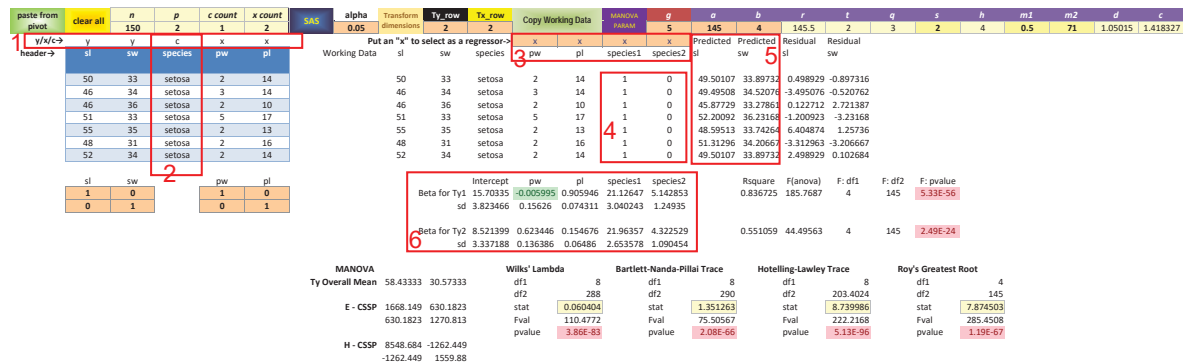 paste from pivot clear all n p c count x count SAS alpha Transform dimensions Ty_row Tx_row Copy Working Data MANOVA PARAM g a b r t q s h m1 m2 d c
150 2 1 2 0.05 2 2 5 145 4 145.5 2 3 2 4 0.5 71 1.05015 1.418327
1 y/x/c-> y y c x x Put an "x" to select as a regressor-> x x x x Predicted Predicted Residual Residual
header-> sl sw species pw pl Working Data sl sw species pw pl species1 species2 sl sw sl sw
3 5
50 33 setosa 2 14 50 33 setosa 2 14 1 0 49.50107 33.89732 0.498929 -0.897316
46 34 setosa 3 14 46 34 setosa 3 14 1 0 49.49508 34.52076 -3.495076 -0.520762
46 36 setosa 2 10 46 36 setosa 2 10 1 0 45.87729 33.27861 0.122712 2.721387
51 33 setosa 5 17 51 33 setosa 5 17 1 0 52.20092 36.23168 -1.200923 -3.23168
4
55 35 setosa 2 13 55 35 setosa 2 13 1 0 48.59513 33.74264 6.404874 1.25736
48 31 setosa 2 16 48 31 setosa 2 16 1 0 51.31296 34.20667 -3.312963 -3.206667
52 34 setosa 2 14 52 34 setosa 2 14 1 0 49.50107 33.89732 2.498929 0.102684
2
sl sw pw pl Intercept pw pl species1 species2 Rsquare F(anova) F: df1 F: df2 F: pvalue
1 0 1 0 Beta for Ty1 15.70335 -0.005995 0.905946 21.12647 5.142853 0.836725 185.7687 4 145 5.33E-56
0 1 0 1 sd 3.823466 0.15626 0.074311 3.040243 1.24935
Beta for Ty2 8.521399 0.623446 0.154676 21.96357 4.322529 0.551059 44.49563 4 145 2.49E-24
6 sd 3.337188 0.136386 0.06486 2.653578 1.090454
MANOVA Wilks' Lambda Bartlett-Nanda-Pillai Trace Hotelling-Lawley Trace Roy's Greatest Root
Ty Overall Mean 58.43333 30.57333 df1 8 df1 8 df1 8 df1 4
df2 288 df2 290 df2 203.4024 df2 145
E - CSSP 1668.149 630.1823 stat 0.060404 stat 1.351263 stat 8.739986 stat 7.874503
630.1823 1270.813 Fval 110.4772 Fval 75.50567 Fval 222.2168 Fval 285.4508
pvalue 3.86E-83 pvalue 2.08E-66 pvalue 5.13E-96 pvalue 1.19E-67
H - CSSP 8548.684 -1262.449
-1262.449 1559.88